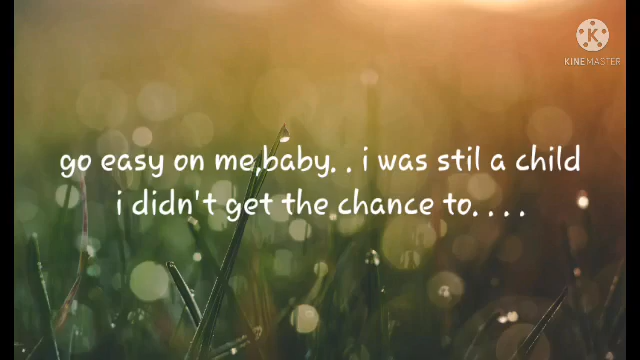 KINEMASTER
go easy on me,baby. . i was stil a child
i didn't get the chance to. . . .